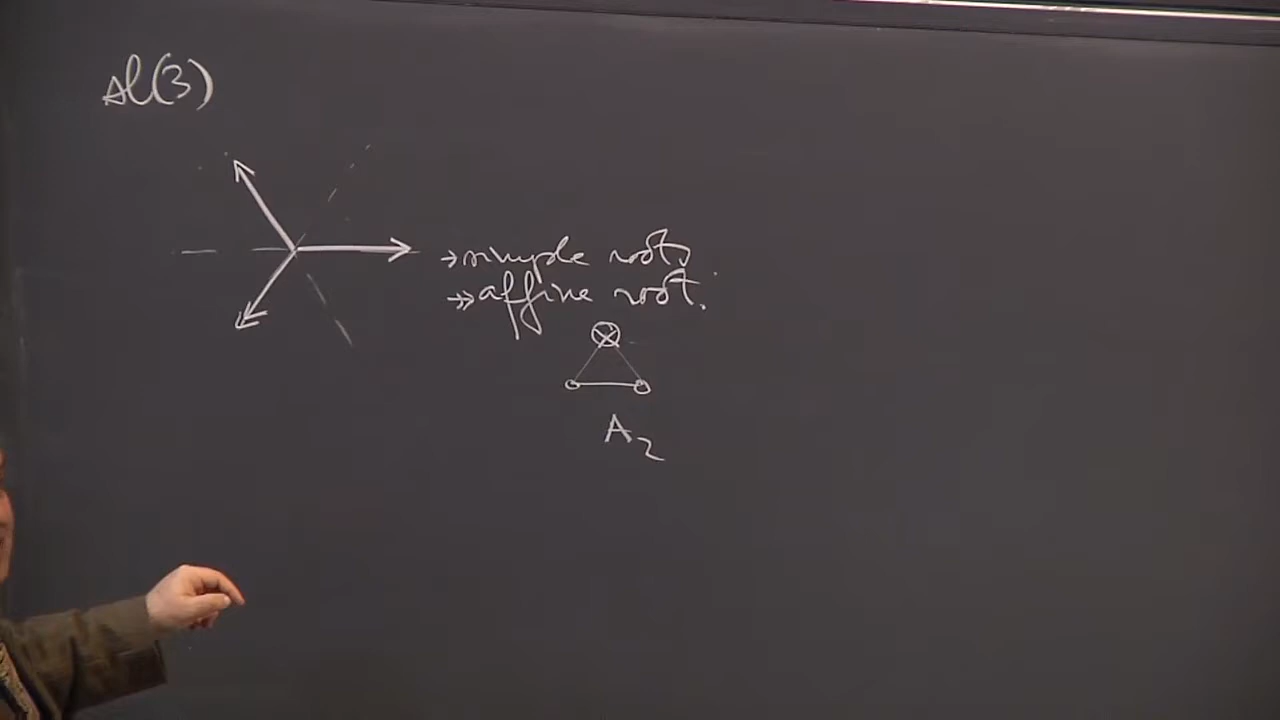 sl(3)
→ simple roots
↠ affine root.
A₂